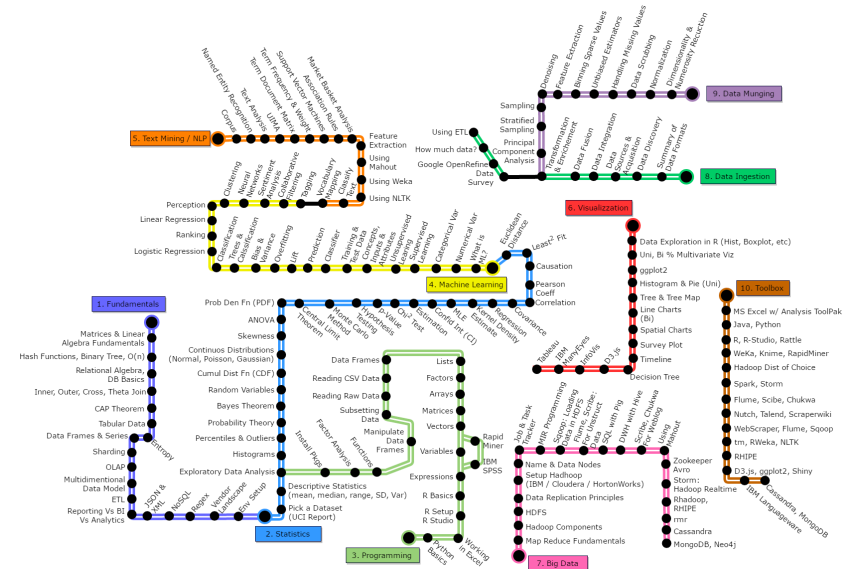 1. Fundamentals
Matrices & Linear
Algebra Fundamentals
Hash Functions, Binary Tree, O(n)
Relational Algebra,
DB Basics
Inner, Outer, Cross, Theta Join
CAP Theorem
Tabular Data
Data Frames & Series
Entropy
Sharding
OLAP
Multidimentional
Data Model
ETL
Reporting Vs BI
Vs Analytics
JSON &
XML
NoSQL
Regex
Vendor
Landscape
Env Setup
2. Statistics
Pick a Dataset
(UCI Report)
Descriptive Statistics
(mean, median, range, SD, Var)
Exploratory Data Analysis
Histograms
Percentiles & Outliers
Probability Theory
Bayes Theorem
Random Variables
Cumul Dist Fn (CDF)
Continuos Distributions
(Normal, Poisson, Gaussian)
Skewness
ANOVA
Prob Den Fn (PDF)
Central Limit
Theorem
Monte Carlo
Method
Hypothesis
Testing
p-Value
Chi² Test
Estimation
Confid Int (CI)
MLE
Kernel Density
Estimate
Regression
Covariance
Correlation
Pearson
Coeff
Causation
Least² Fit
Euclidean
Distance
3. Programming
Python
Basics
Working
in Excel
R Setup
R Studio
R Basics
Expressions
IBM
SPSS
Rapid
Miner
Variables
Vectors
Matrices
Arrays
Factors
Lists
Data Frames
Reading CSV Data
Reading Raw Data
Subsetting
Data
Manipulate
Data
Frames
Functions
Factor Analysis
Install Pkgs
4. Machine Learning
What is
ML?
Numerical Var
Categorical Var
Supervised
Learning
Unsupervised
Learning
Concepts,
Inputs &
Attributes
Training &
Test Data
Classifier
Prediction
Lift
Overfitting
Bias &
Variance
Trees &
Classification
Classification
Logistic Regression
Ranking
Linear Regression
Perception
Clustering
Neural
Networks
Sentiment
Analysis
Collaborative
Filtering
Tagging
Vocabulary
Mapping
Classify
Text
5. Text Mining / NLP
Corpus
Named Entity Recognition
Text Analysis
UIMA
Term Document Matrix
Term Frequency & Weight
Support Vector Machines
Association Rules
Market Basket Analysis
Feature
Extraction
Using
Mahout
Using Weka
Using NLTK
6. Visualizztion
Data Exploration in R (Hist, Boxplot, etc)
Uni, Bi % Multivariate Viz
ggplot2
Histogram & Pie (Uni)
Tree & Tree Map
Line Charts
(Bi)
Spatial Charts
Survey Plot
Timeline
Decision Tree
D3.js
InfoVis
IBM
ManyEyes
Tableau
7. Big Data
Map Reduce Fundamentals
Hadoop Components
HDFS
Data Replication Principles
Setup Hadhoop
(IBM / Cloudera / HortonWorks)
Name & Data Nodes
Job & Task
Tracker
M/R Programming
Sqoop: Loading
Data in HDFS
Flume, Scribe:
For Unstruct
Data
SQL with Pig
DWH with Hive
Scribe, Chukwa
For Weblog
Using
Mahout
Zookeeper
Avro
Storm:
Hadoop Realtime
Rhadoop,
RHIPE
rmr
Cassandra
MongoDB, Neo4j
8. Data Ingestion
Summary of
Data Formats
Data Discovery
Data
Sources &
Acquisition
Data Integration
Data Fusion
Transformation
& Enrichement
Data
Survey
Google OpenRefine
How much data?
Using ETL
9. Data Munging
Dimensionality &
Numerosity Recuction
Normalization
Data Scrubbing
Handling Missing Values
Unbiased Estimators
Binning Sparse Values
Feature Extraction
Denoising
Sampling
Stratified
Sampling
Principal
Component
Analysis
10. Toolbox
MS Excel w/ Analysis ToolPak
Java, Python
R, R-Studio, Rattle
WeKa, Knime, RapidMiner
Hadoop Dist of Choice
Spark, Storm
Flume, Scibe, Chukwa
Nutch, Talend, Scraperwiki
WebScraper, Flume, Sqoop
tm, RWeka, NLTK
RHIPE
D3.js, ggplot2, Shiny
IBM Languageware
Cassandra, MongoDB